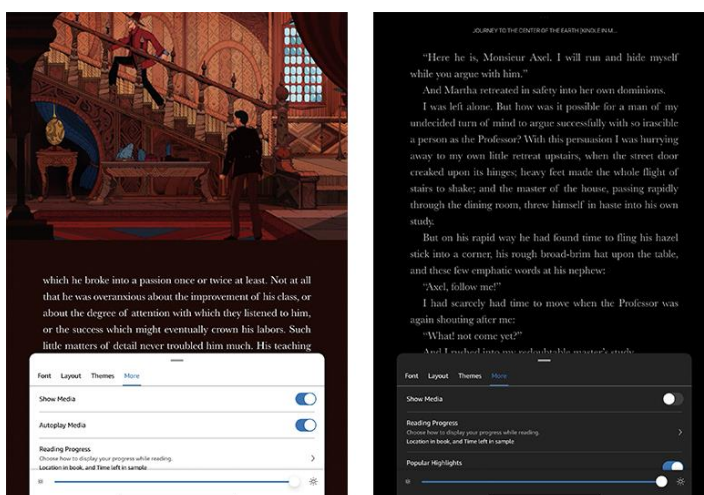 which he broke into a passion once or twice at least. Not at all
that he was overanxious about the improvement of his class, or
about the degree of attention with which they listened to him,
or the success which might eventually crown his labors. Such
little matters of detail never troubled him much. His teaching
Font Layout Themes More
Show Media
Autoplay Media
Reading Progress
Choose how to display your progress while reading.
Location in book, and Time left in sample
JOURNEY TO THE CENTER OF THE EARTH (KINDLE IN M...
“Here he is, Monsieur Axel. I will run and hide myself
while you argue with him.”
And Martha retreated in safety into her own dominions.
I was left alone. But how was it possible for a man of my
undecided turn of mind to argue successfully with so irascible
a person as the Professor? With this persuasion I was hurrying
away to my own little retreat upstairs, when the street door
creaked upon its hinges; heavy feet made the whole flight of
stairs to shake; and the master of the house, passing rapidly
through the dining room, threw himself in haste into his own
study.
But on his rapid way he had found time to fling his hazel
stick into a corner, his rough broad-brim hat upon the table,
and these few emphatic words at his nephew:
“Axel, follow me!”
I had scarcely had time to move when the Professor was
again shouting after me:
“What! not come yet?”
And I rushed into my redoubtable master’s study.
Font Layout Themes More
Show Media
Reading Progress
Choose how to display your progress while reading.
Location in book, and Time left in sample
Popular Highlights